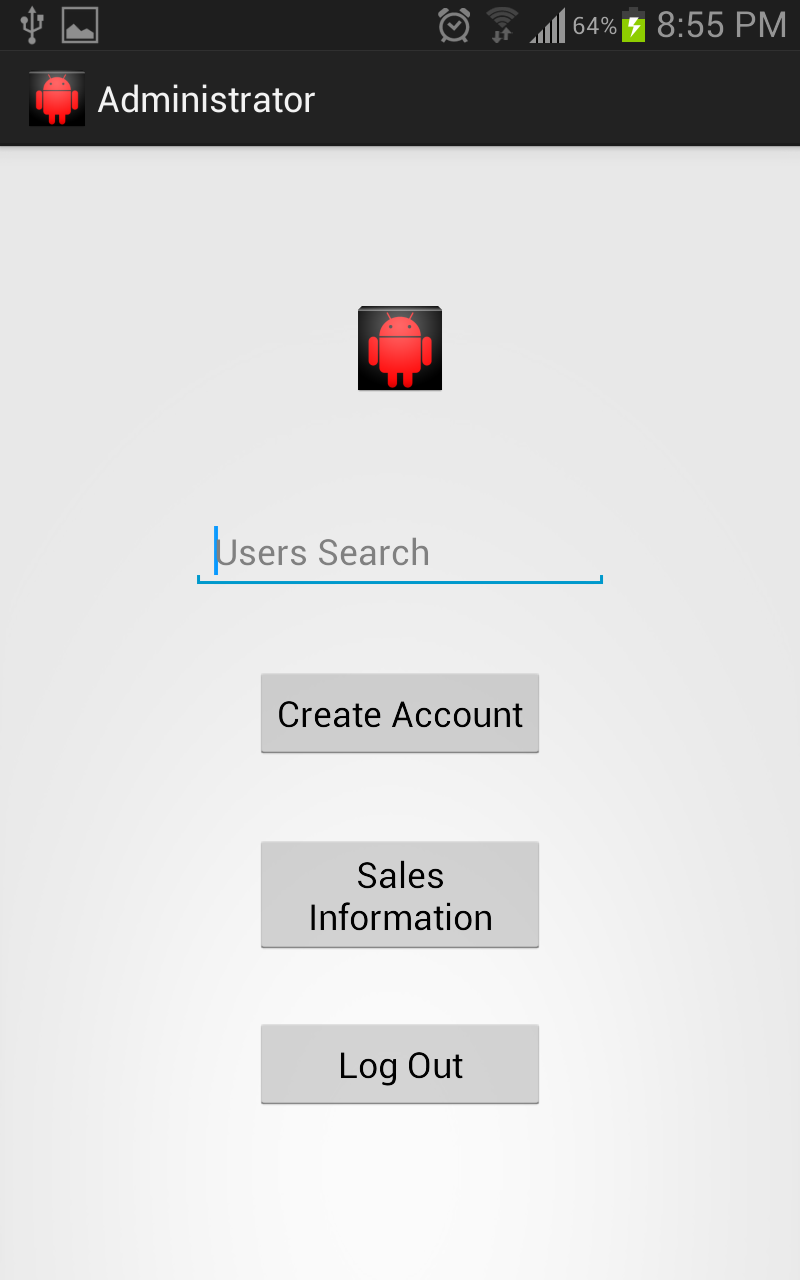 64% 8:55 PM
Administrator
Users Search
Create Account
Sales
Information
Log Out